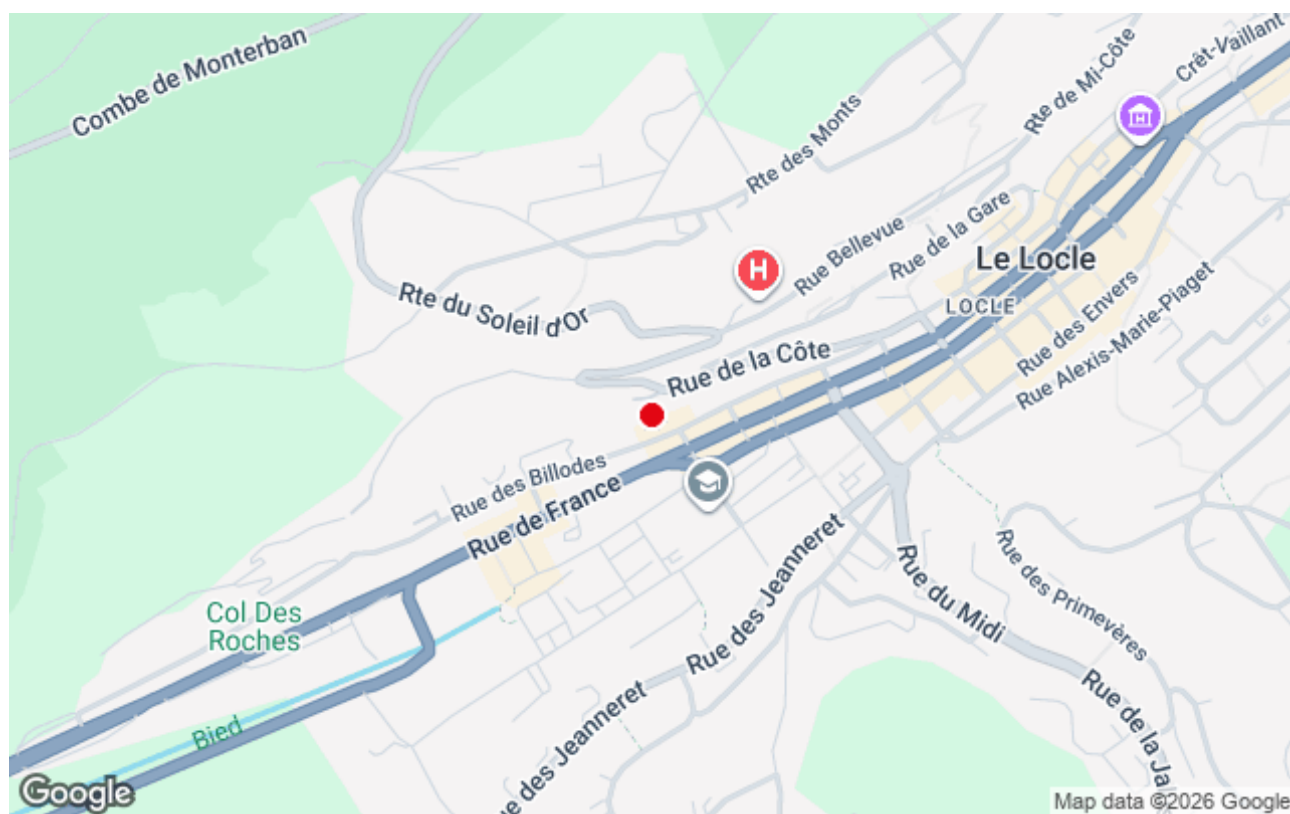 Combe de Monterban
Crêt-Vaillant
Rte de Mi-Côte
H
Rte des Monts
Rue de la Gare
Rue Bellevue
H
Le Locle
LOCLE
Rue des Envers
Rue Alexis-Marie-Piaget
Rte du Soleil d'Or
Rue de la Côte
Rue des Billodes
Rue de France
Rue des Jeanneret
Rue du Midi
Rue des Primevères
Col Des
Roches
Rue des Jeanneret
Rue de la Ja
Bied
ue des Jeanneret
Google
Map data ©2026 Google